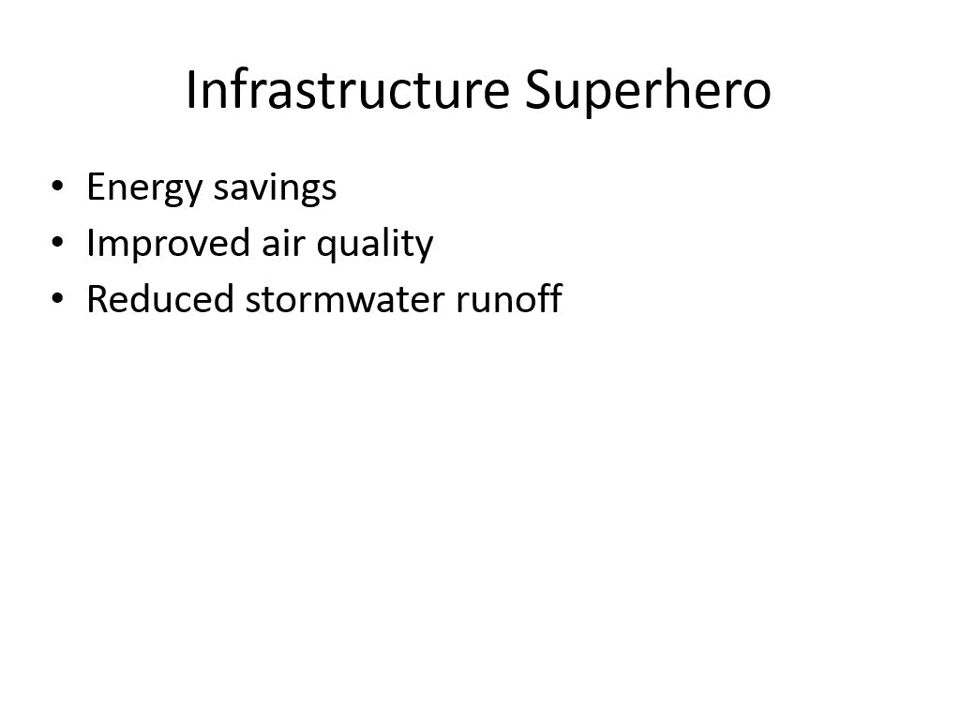 Infrastructure Superhero
• Energy savings
• Improved air quality
• Reduced stormwater runoff